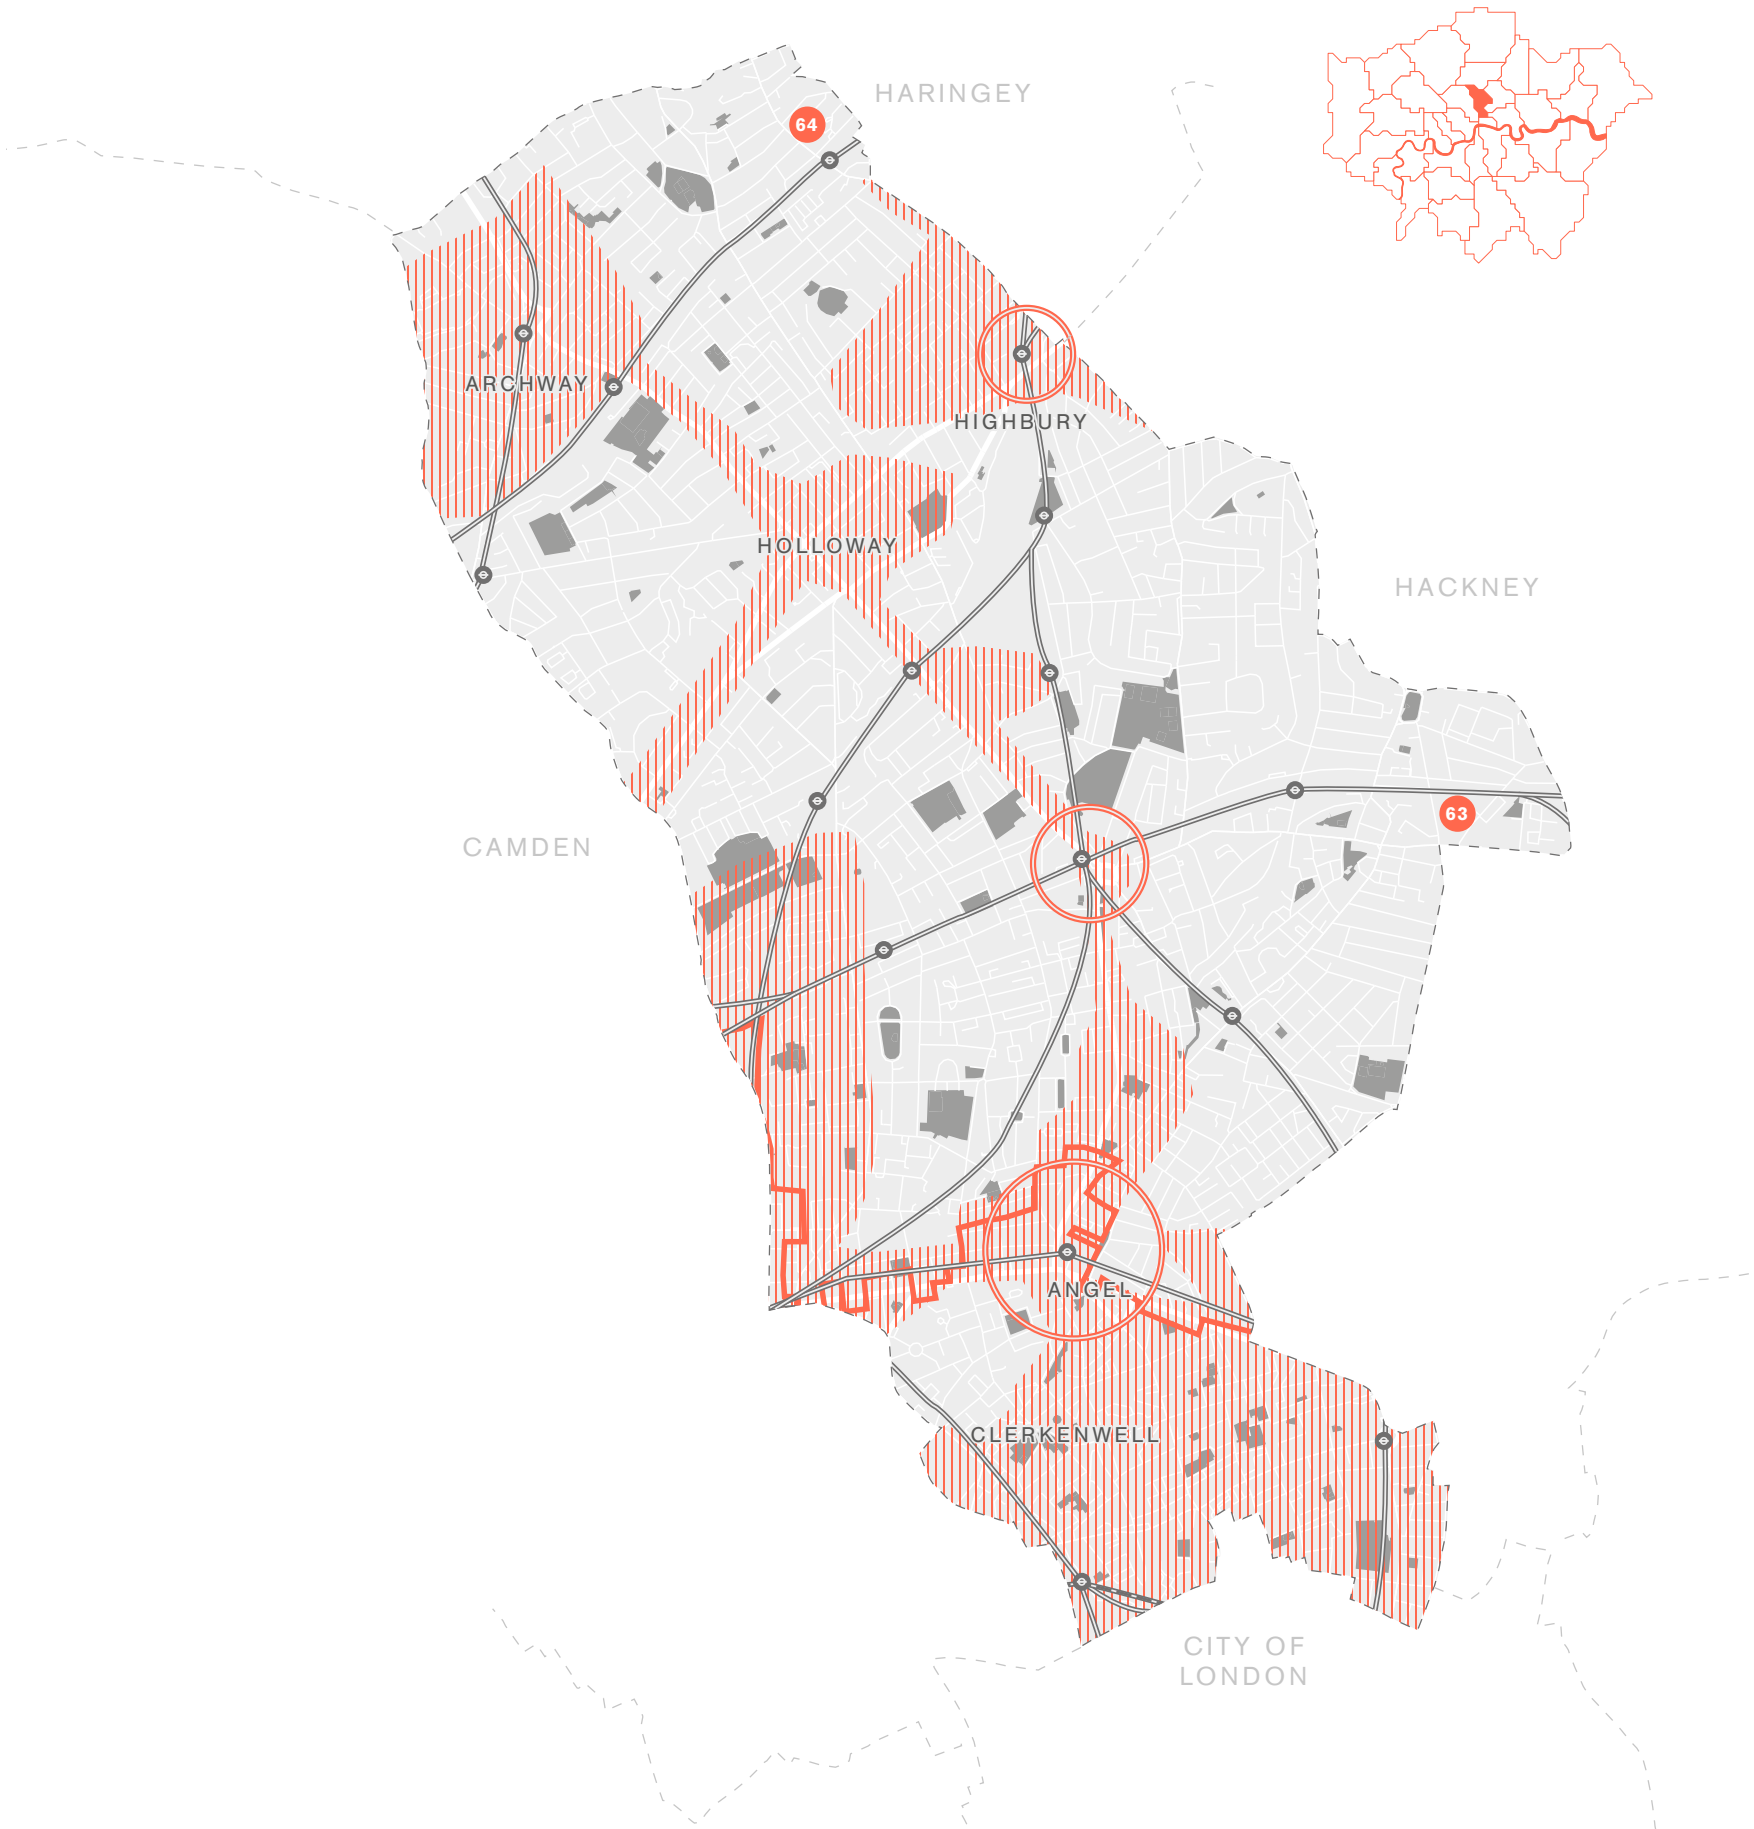 HARINGEY
64
ARCHWAY
HIGHBURY
HOLLOWAY
HACKNEY
63
CAMDEN
ANGEL
CLERKENWELL
CITY OF
LONDON